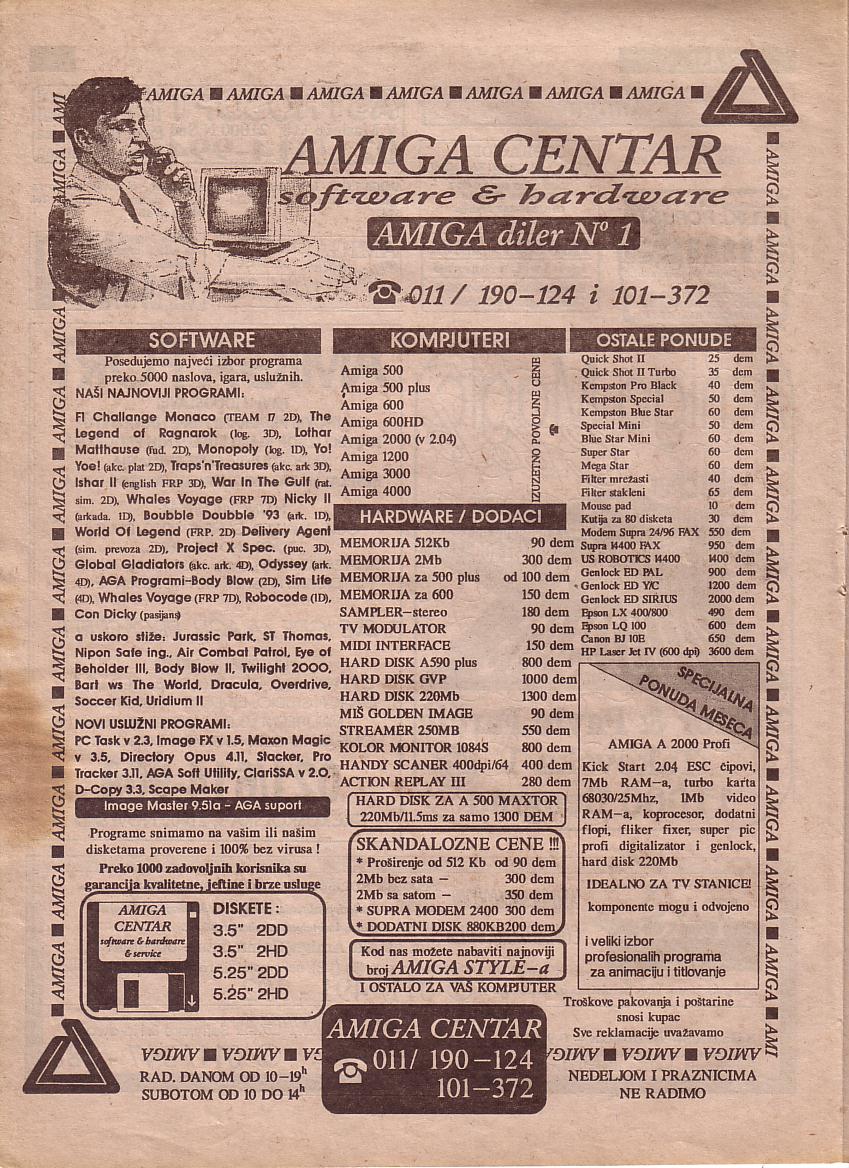 AMIGA ■ AMIGA ■ AMIGA ■ AMIGA ■ AMIGA ■ AMIGA ■ AMIGA ■
AMIGA CENTAR
software & hardware
AMIGA diler Nº 1
☎ 011 / 190-124 i 101-372
SOFTWARE
Posedujemo najveći izbor programa
preko 5000 naslova, igara, uslužnih.
NAŠI NAJNOVIJI PROGRAMI:
F1 Challange Monaco (TEAM 17 2D), The
Legend of Ragnarok (log. 3D), Lothar
Matthause (fud. 2D), Monopoly (log. 1D), Yo!
Yoe! (akc. plat 2D), Traps'n'Treasures (akc. ark 3D),
Ishar II (english FRP 3D), War In The Gulf (rat.
sim. 2D), Whales Voyage (FRP 7D) Nicky II
(arkada. 1D), Boubble Doubble '93 (ark. 1D),
World Of Legend (FRP. 2D) Delivery Agent
(sim. prevoza 2D), Project X Spec. (puc. 3D),
Global Gladiators (akc. ark. 4D), Odyssey (ark.
4D), AGA Programi-Body Blow (2D), Sim Life
(4D), Whales Voyage (FRP 7D), Robocode (1D),
Con Dicky (pasijans)
a uskoro stiže: Jurassic Park, ST Thomas,
Nipon Safe ing., Air Combat Patrol, Eye of
Beholder III, Body Blow II, Twilight 2000,
Bart ws The World, Dracula, Overdrive,
Soccer Kid, Uridium II
NOVI USLUŽNI PROGRAMI:
PC Task v 2.3, Image FX v 1.5, Maxon Magic
v 3.5, Directory Opus 4.11, Stacker, Pro
Tracker 3.11, AGA Soft Utility, ClariSSA v 2.0,
D-Copy 3.3, Scape Maker
Image Master 9.51a - AGA suport
Programe snimamo na vašim ili našim
disketama proverene i 100% bez virusa !
Preko 1000 zadovoljnih korisnika su
garancija kvalitetne, jeftine i brze usluge
AMIGA
CENTAR
software & hardware
& service
DISKETE :
3.5" 2DD
3.5" 2HD
5.25" 2DD
5.25" 2HD
KOMPJUTERI
Amiga 500
Amiga 500 plus
Amiga 600
Amiga 600HD
Amiga 2000 (v 2.04)
Amiga 1200
Amiga 3000
Amiga 4000
IZUZETNO POVOLINE CENE
HARDWARE / DODACI
MEMORIJA 512Kb 90 dem
MEMORIJA 2Mb 300 dem
MEMORIJA za 500 plus od 100 dem
MEMORIJA za 600 150 dem
SAMPLER-stereo 180 dem
TV MODULATOR 90 dem
MIDI INTERFACE 150 dem
HARD DISK A590 plus 800 dem
HARD DISK GVP 1000 dem
HARD DISK 220Mb 1300 dem
MIŠ GOLDEN IMAGE 90 dem
STREAMER 250MB 550 dem
KOLOR MONITOR 1084S 800 dem
HANDY SCANER 400dpi/64 400 dem
ACTION REPLAY III 280 dem
HARD DISK ZA A 500 MAXTOR
220Mb/11.5ms za samo 1300 DEM
SKANDALOZNE CENE !!!
* Proširenje od 512 Kb od 90 dem
2Mb bez sata - 300 dem
2Mb sa satom - 350 dem
* SUPRA MODEM 2400 300 dem
* DODATNI DISK 880KB200 dem
Kod nas možete nabaviti najnoviji
broj AMIGA STYLE-a
I OSTALO ZA VAŠ KOMPJUTER
OSTALE PONUDE
Quick Shot II 25 dem
Quick Shot II Turbo 35 dem
Kempston Pro Black 40 dem
Kempston Special 50 dem
Kempston Blue Star 60 dem
Special Mini 50 dem
Blue Star Mini 60 dem
Super Star 60 dem
Mega Star 60 dem
Filter mrežasti 40 dem
Filter stakleni 65 dem
Mouse pad 10 dem
Kutija za 80 disketa 30 dem
Modem Supra 24/96 FAX 550 dem
Supra 14400 FAX 950 dem
US ROBOTICS 14400 1400 dem
Genlock ED PAL 900 dem
Genlock ED Y/C 1200 dem
Genlock ED SIRIUS 2000 dem
Epson LX 400/800 490 dem
Epson LQ 100 600 dem
Canon BJ 10E 650 dem
HP Laser Jet IV (600 dpi) 3600 dem
SPECIJALNA
PONUDA MESECA
AMIGA A 2000 Profi
Kick Start 2.04 ESC čipovi,
7Mb RAM-a, turbo karta
68030/25Mhz, 1Mb video
RAM-a, koprocesor, dodatni
flopi, fliker fixer, super pic
profi digitalizator i genlock,
hard disk 220Mb
IDEALNO ZA TV STANICE!
komponente mogu i odvojeno
i veliki izbor
profesionalih programa
za animaciju i titlovanje
Troškove pakovanja i poštarine
snosi kupac
Sve reklamacije uvažavamo
AMIGA CENTAR
☎ 011/ 190-124
101-372
RAD. DANOM OD 10-19h
SUBOTOM OD 10 DO 14h
NEDELJOM I PRAZNICIMA
NE RADIMO
AMI ■ AMIGA ■ AMIGA ■ AMIGA ■ AMIGA ■ AMIGA ■ AMIGA ■ AMIGA ■ AMIGA ■ AMIGA
AMIGA ■ AMIGA ■ AMIGA ■ AMIGA ■ AMIGA ■ AMIGA ■ AMIGA ■ AMIGA ■ AMIGA ■ AMI
AMIGA ■ AMIGA ■ AMIGA